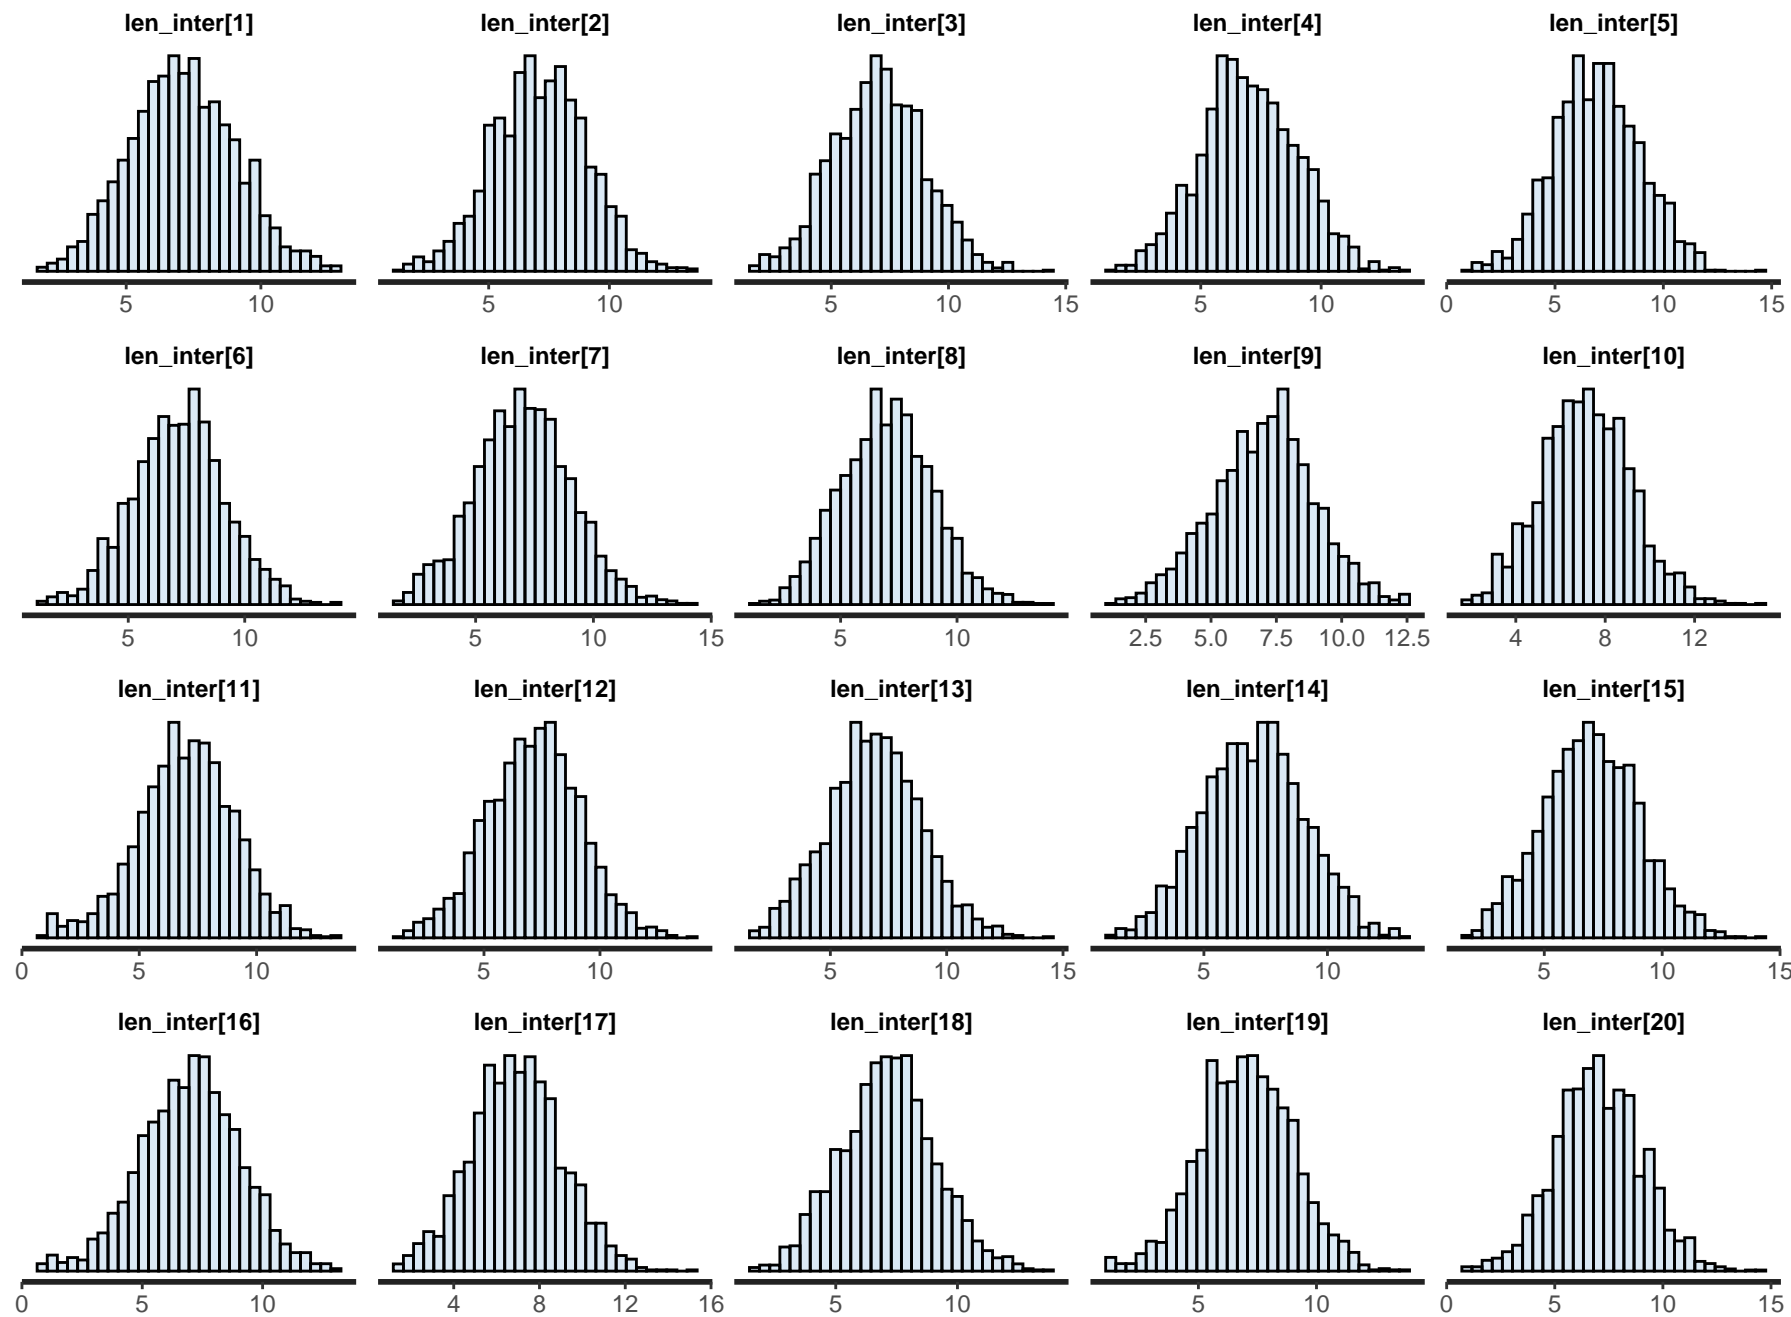 len_inter[1] len_inter[2] len_inter[3] len_inter[4] len_inter[5]
5 10 5 10 5 10 15 5 10 0 5 10 15
len_inter[6] len_inter[7] len_inter[8] len_inter[9] len_inter[10]
5 10 5 10 15 5 10 2.5 5.0 7.5 10.0 12.5 4 8 12
len_inter[11] len_inter[12] len_inter[13] len_inter[14] len_inter[15]
0 5 10 5 10 5 10 15 5 10 5 10 15
len_inter[16] len_inter[17] len_inter[18] len_inter[19] len_inter[20]
0 5 10 4 8 12 16 5 10 5 10 0 5 10 15